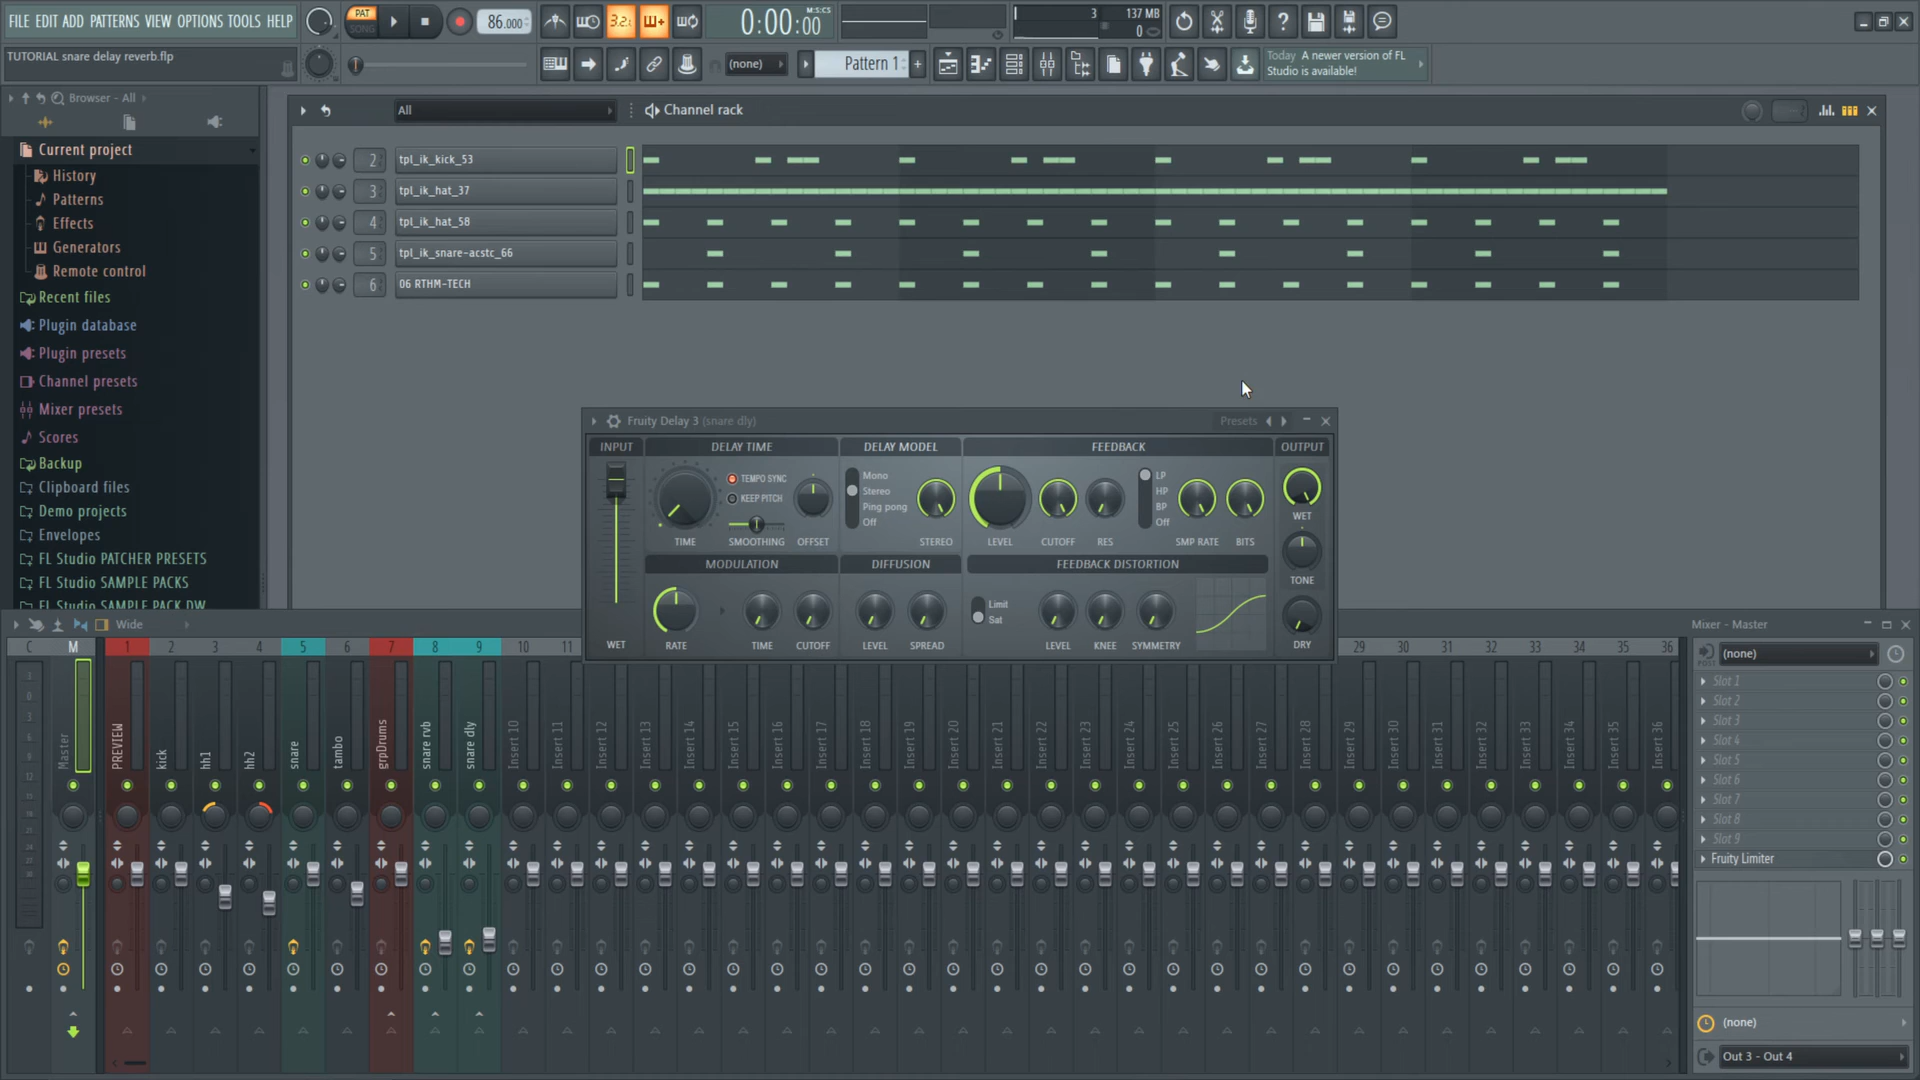 FILE EDIT ADD PATTERNS VIEW OPTIONS TOOLS HELP
PAT
SONG
86.000
3.2.
0:00:00
M:S:CS
3
137 MB
0
TUTORIAL snare delay reverb.flp
(none)
Pattern 1
+
Today A newer version of FL
Studio is available!
Browser - All
All
Channel rack
Current project
History
Patterns
Effects
Generators
Remote control
Recent files
Plugin database
Plugin presets
Channel presets
Mixer presets
Scores
Backup
Clipboard files
Demo projects
Envelopes
FL Studio PATCHER PRESETS
FL Studio SAMPLE PACKS
FL Studio SAMPLE PACK DW
2 tpl_ik_kick_53
3 tpl_ik_hat_37
4 tpl_ik_hat_58
5 tpl_ik_snare-acstc_66
6 06 RTHM-TECH
Fruity Delay 3 (snare dly)
Presets
INPUT DELAY TIME DELAY MODEL FEEDBACK OUTPUT
TEMPO SYNC
KEEP PITCH
Mono
Stereo
Ping pong
Off
LP
HP
BP
Off
WET
TIME SMOOTHING OFFSET STEREO LEVEL CUTOFF RES SMP RATE BITS
MODULATION DIFFUSION FEEDBACK DISTORTION
TONE
Limit
Sat
WET RATE TIME CUTOFF LEVEL SPREAD LEVEL KNEE SYMMETRY DRY
Wide
C M 1 2 3 4 5 6 7 8 9 10 11
29 30 31 32 33 34 35 36
Master
PREVIEW
kick
hh1
hh2
snare
tambo
grpDrums
snare rvb
snare dly
Insert 10
Insert 11
Insert 12
Insert 13
Insert 14
Insert 15
Insert 16
Insert 17
Insert 18
Insert 19
Insert 20
Insert 21
Insert 22
Insert 23
Insert 24
Insert 25
Insert 26
Insert 27
Insert 28
Insert 29
Insert 30
Insert 31
Insert 32
Insert 33
Insert 34
Insert 35
Insert 36
Mixer - Master
(none)
Slot 1
Slot 2
Slot 3
Slot 4
Slot 5
Slot 6
Slot 7
Slot 8
Slot 9
Fruity Limiter
(none)
Out 3 - Out 4